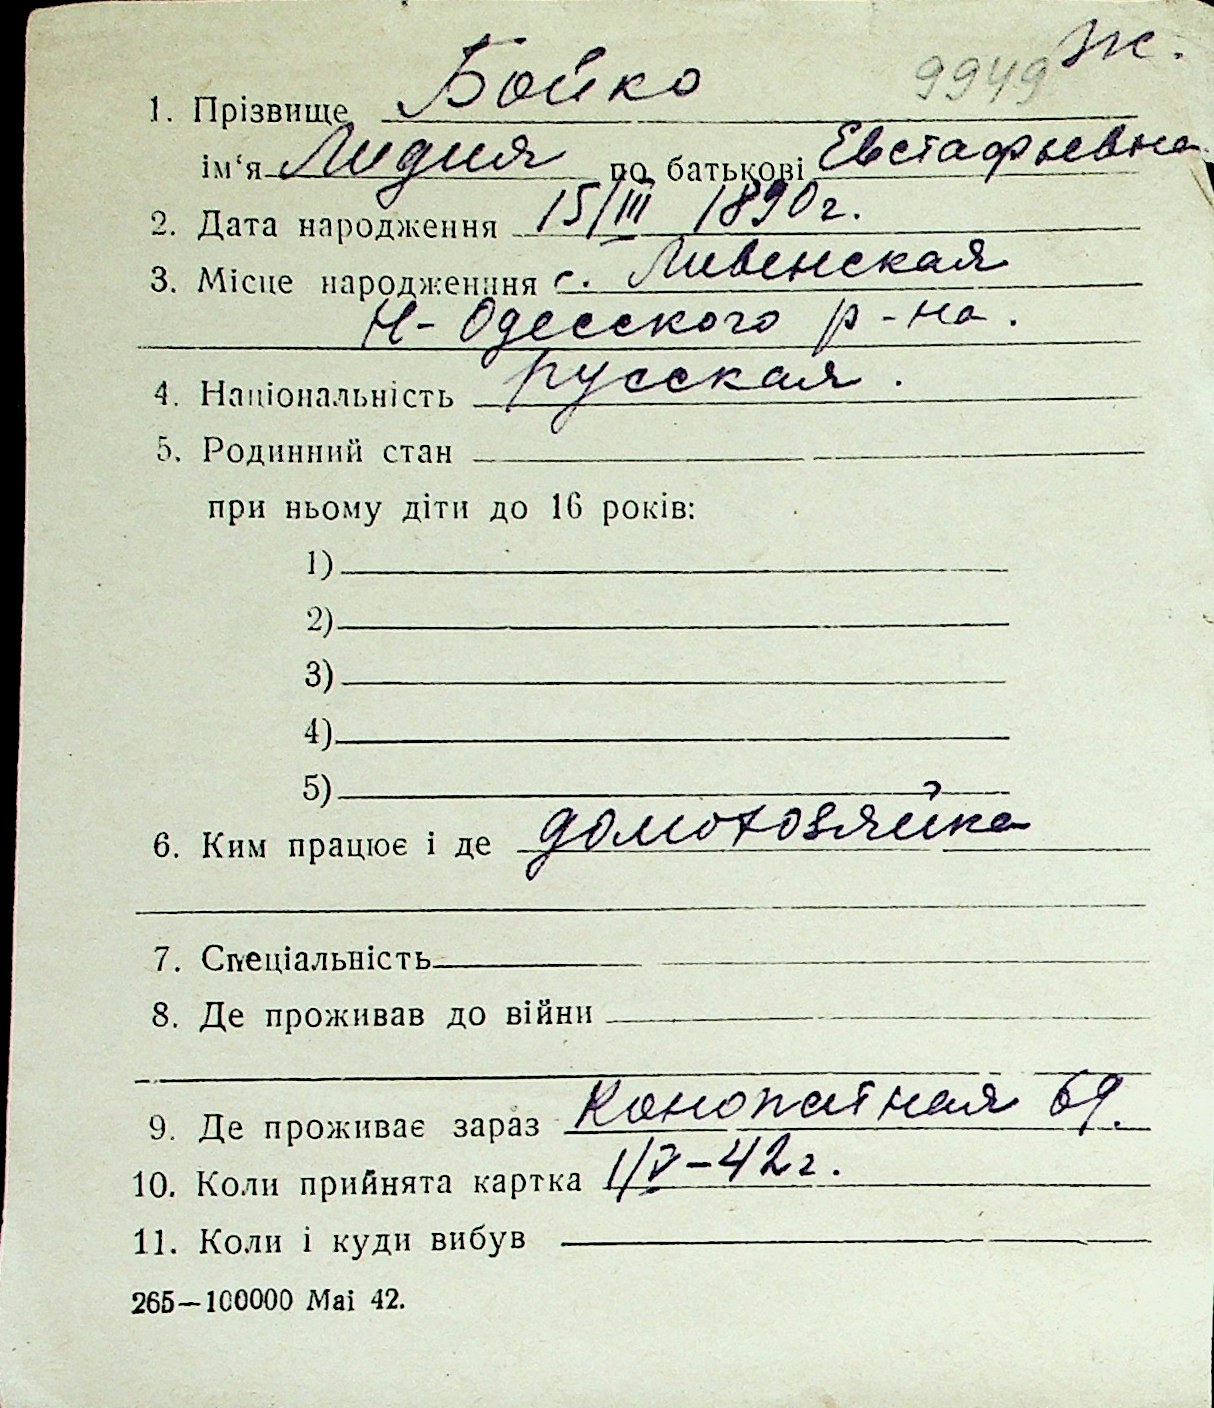 9949 Ж.
1. Прізвище Бойко
ім‘я Лидия по батькові Евстафьевна
2. Дата народження 15/III 1890 г.
3. Місце народження с. Ливенская
Н-Одесского р-на.
4. Національність русская.
5. Родинний стан
при ньому діти до 16 років:
1)
2)
3)
4)
5)
6. Ким працює і де домохозяйка
7. Спеціальність
8. Де проживав до війни
9. Де проживає зараз Конопатная 69.
10. Коли прийнята картка 1/V-42 г.
11. Коли і куди вибув
265—100000 Маі 42.